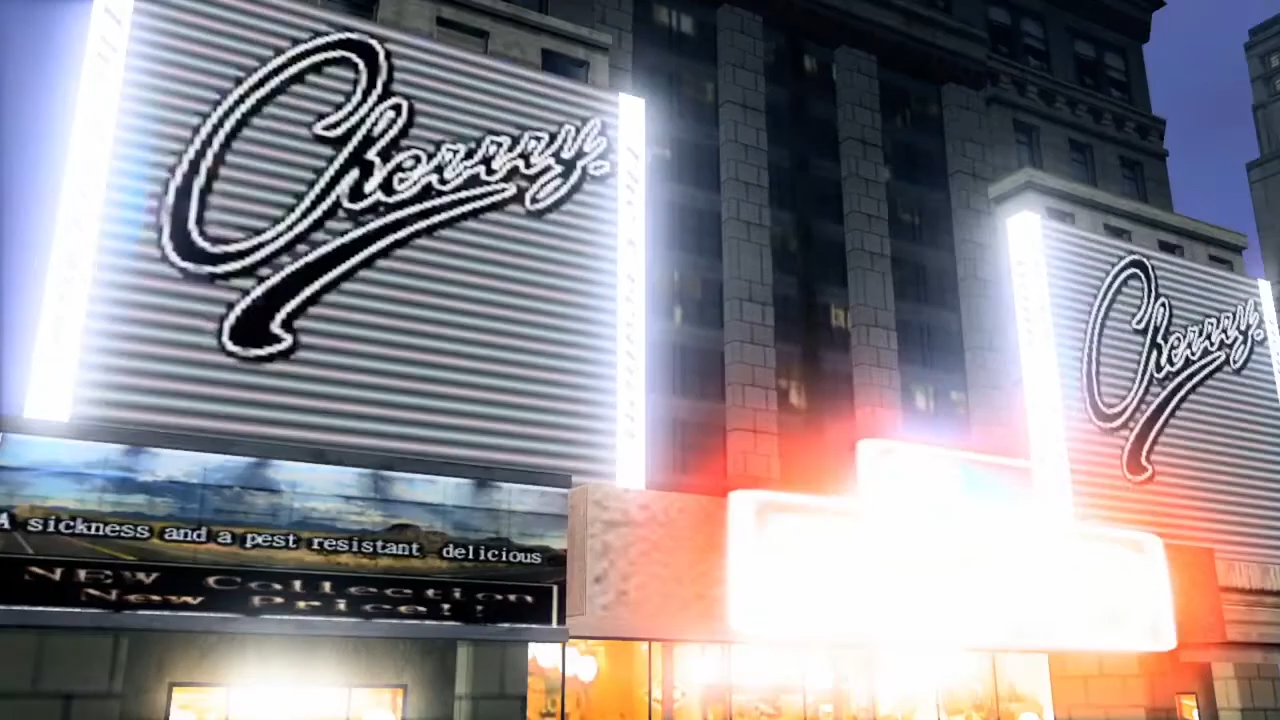 Cherry.
Cherry.
A sickness and a pest resistant delicious
NEW Collection
New Price!!